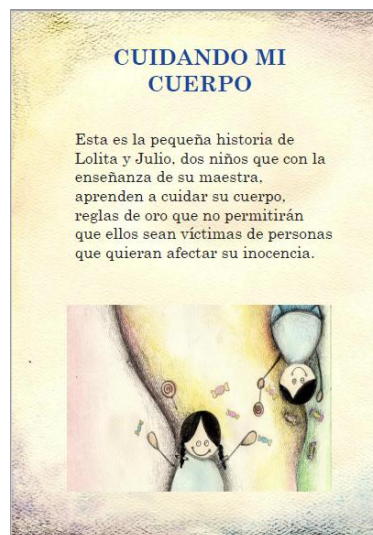 CUIDANDO MI
CUERPO
Esta es la pequeña historia de
Lolita y Julio, dos niños que con la
enseñanza de su maestra,
aprenden a cuidar su cuerpo,
reglas de oro que no permitirán
que ellos sean víctimas de personas
que quieran afectar su inocencia.